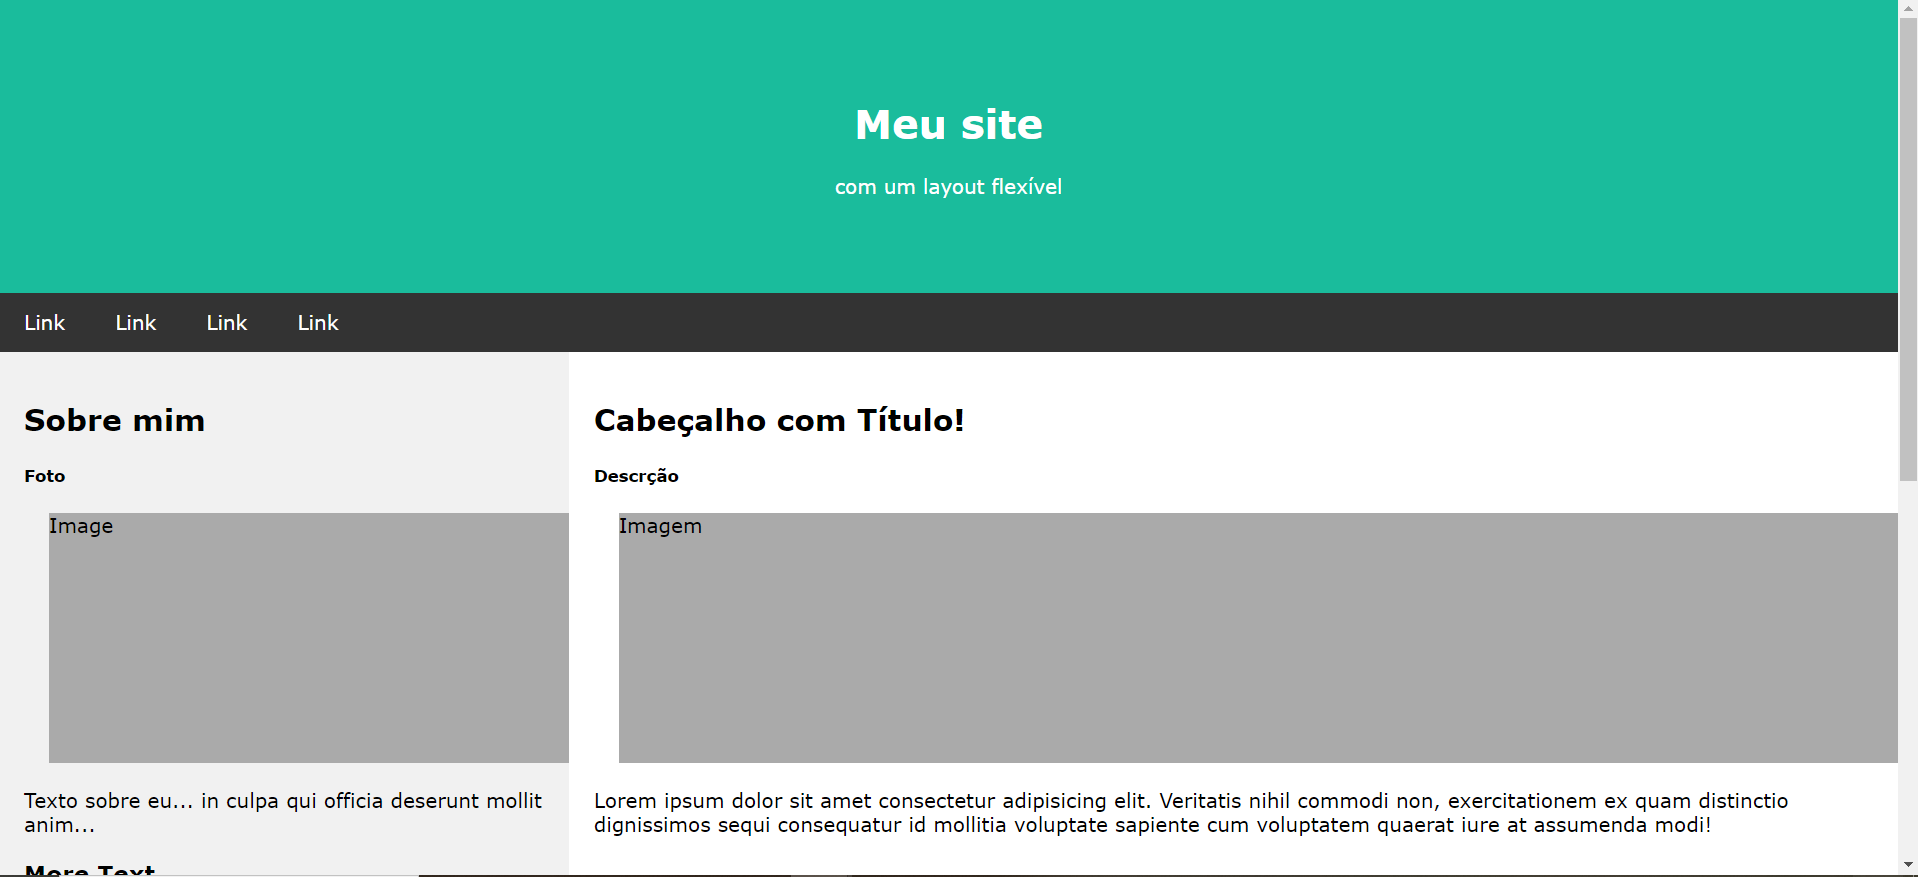 Meu site
com um layout flexível
Link Link Link Link
Sobre mim
Foto
Image
Texto sobre eu... in culpa qui officia deserunt mollit
anim...
More Text
Cabeçalho com Título!
Descrção
Imagem
Lorem ipsum dolor sit amet consectetur adipisicing elit. Veritatis nihil commodi non, exercitationem ex quam distinctio
dignissimos sequi consequatur id mollitia voluptate sapiente cum voluptatem quaerat iure at assumenda modi!